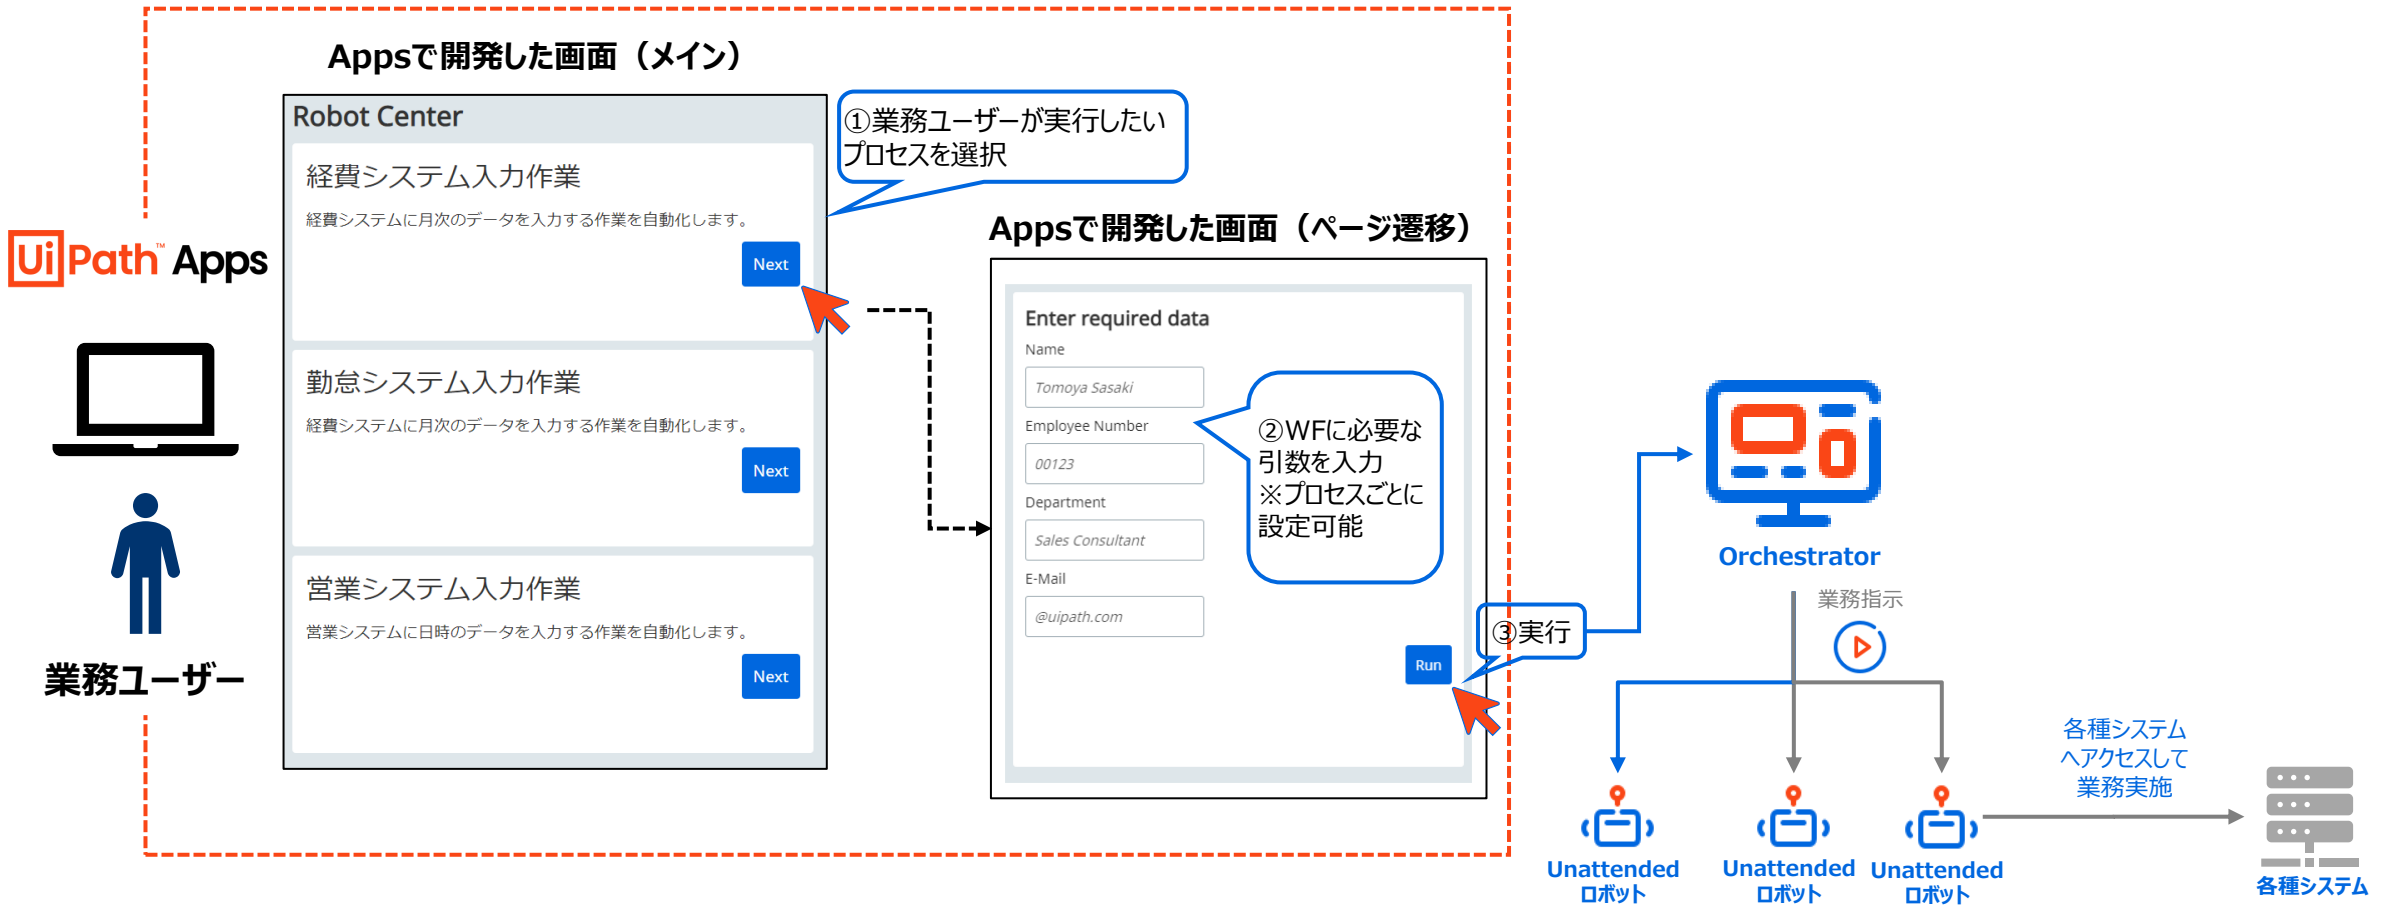 Appsで開発した画面（メイン）
Robot Center
経費システム入力作業
経費システムに月次のデータを入力する作業を自動化します。
Next
勤怠システム入力作業
経費システムに月次のデータを入力する作業を自動化します。
Next
営業システム入力作業
営業システムに日時のデータを入力する作業を自動化します。
Next
①業務ユーザーが実行したい
プロセスを選択
UiPath™ Apps
業務ユーザー
Appsで開発した画面（ページ遷移）
Enter required data
Name
Tomoya Sasaki
Employee Number
00123
Department
Sales Consultant
E-Mail
@uipath.com
Run
②WFに必要な
引数を入力
※プロセスごとに
設定可能
③実行
Orchestrator
業務指示
Unattended
ロボット
Unattended
ロボット
Unattended
ロボット
各種システム
へアクセスして
業務実施
各種システム